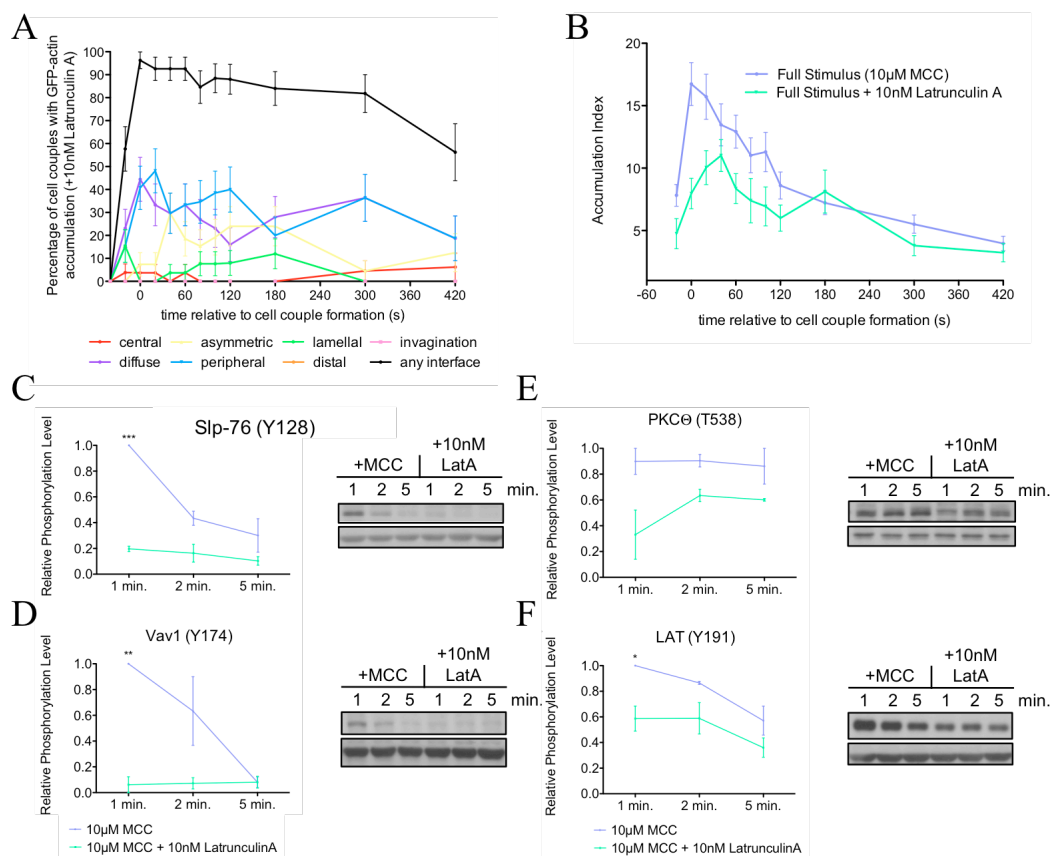 A
Percentage of cell couples with GFP-actin
accumulation (+10nM Latrunculin A)
100
90
80
70
60
50
40
30
20
10
0
0 60 120 180 240 300 360 420
time relative to cell couple formation (s)
central asymmetric lamellal invagination
diffuse peripheral distal any interface
B
Accumulation Index
20
15
10
5
-60 0 60 120 180 240 300 360 420
time relative to cell couple formation (s)
Full Stimulus (10µM MCC)
Full Stimulus + 10nM Latrunculin A
C
Slp-76 (Y128)
Relative Phosphorylation Level
1.0
0.8
0.6
0.4
0.2
0.0
***
1 min. 2 min. 5 min.
+10nM
+MCC LatA
1 2 5 1 2 5 min.
D
Vav1 (Y174)
Relative Phosphorylation Level
1.0
0.8
0.6
0.4
0.2
0.0
**
1 min. 2 min. 5 min.
10µM MCC
10µM MCC + 10nM LatrunculinA
+10nM
+MCC LatA
1 2 5 1 2 5 min.
E
PKCΘ (T538)
Relative Phosphorylation Level
1.0
0.8
0.6
0.4
0.2
0.0
1 min. 2 min. 5 min.
+10nM
+MCC LatA
1 2 5 1 2 5 min.
F
LAT (Y191)
Relative Phosphorylation Level
1.0
0.8
0.6
0.4
0.2
0.0
*
1 min. 2 min. 5 min.
10µM MCC
10µM MCC + 10nM LatrunculinA
+10nM
+MCC LatA
1 2 5 1 2 5 min.